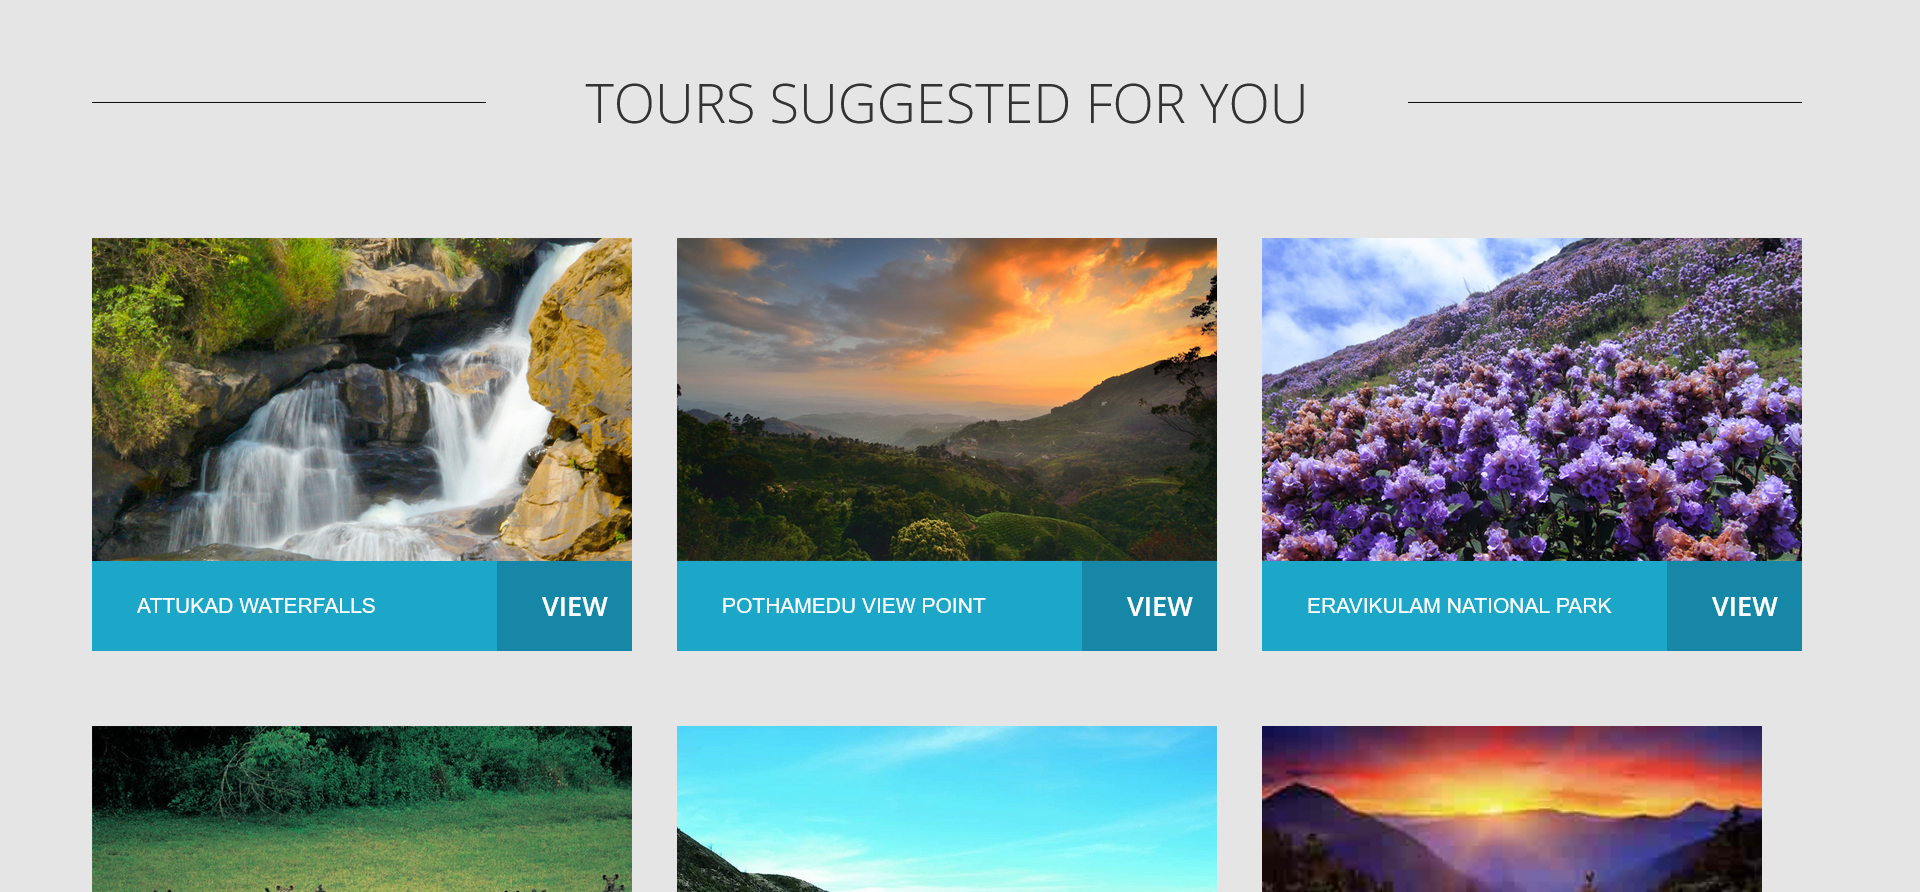 TOURS SUGGESTED FOR YOU
ATTUKAD WATERFALLS
VIEW
POTHAMEDU VIEW POINT
VIEW
ERAVIKULAM NATIONAL PARK
VIEW